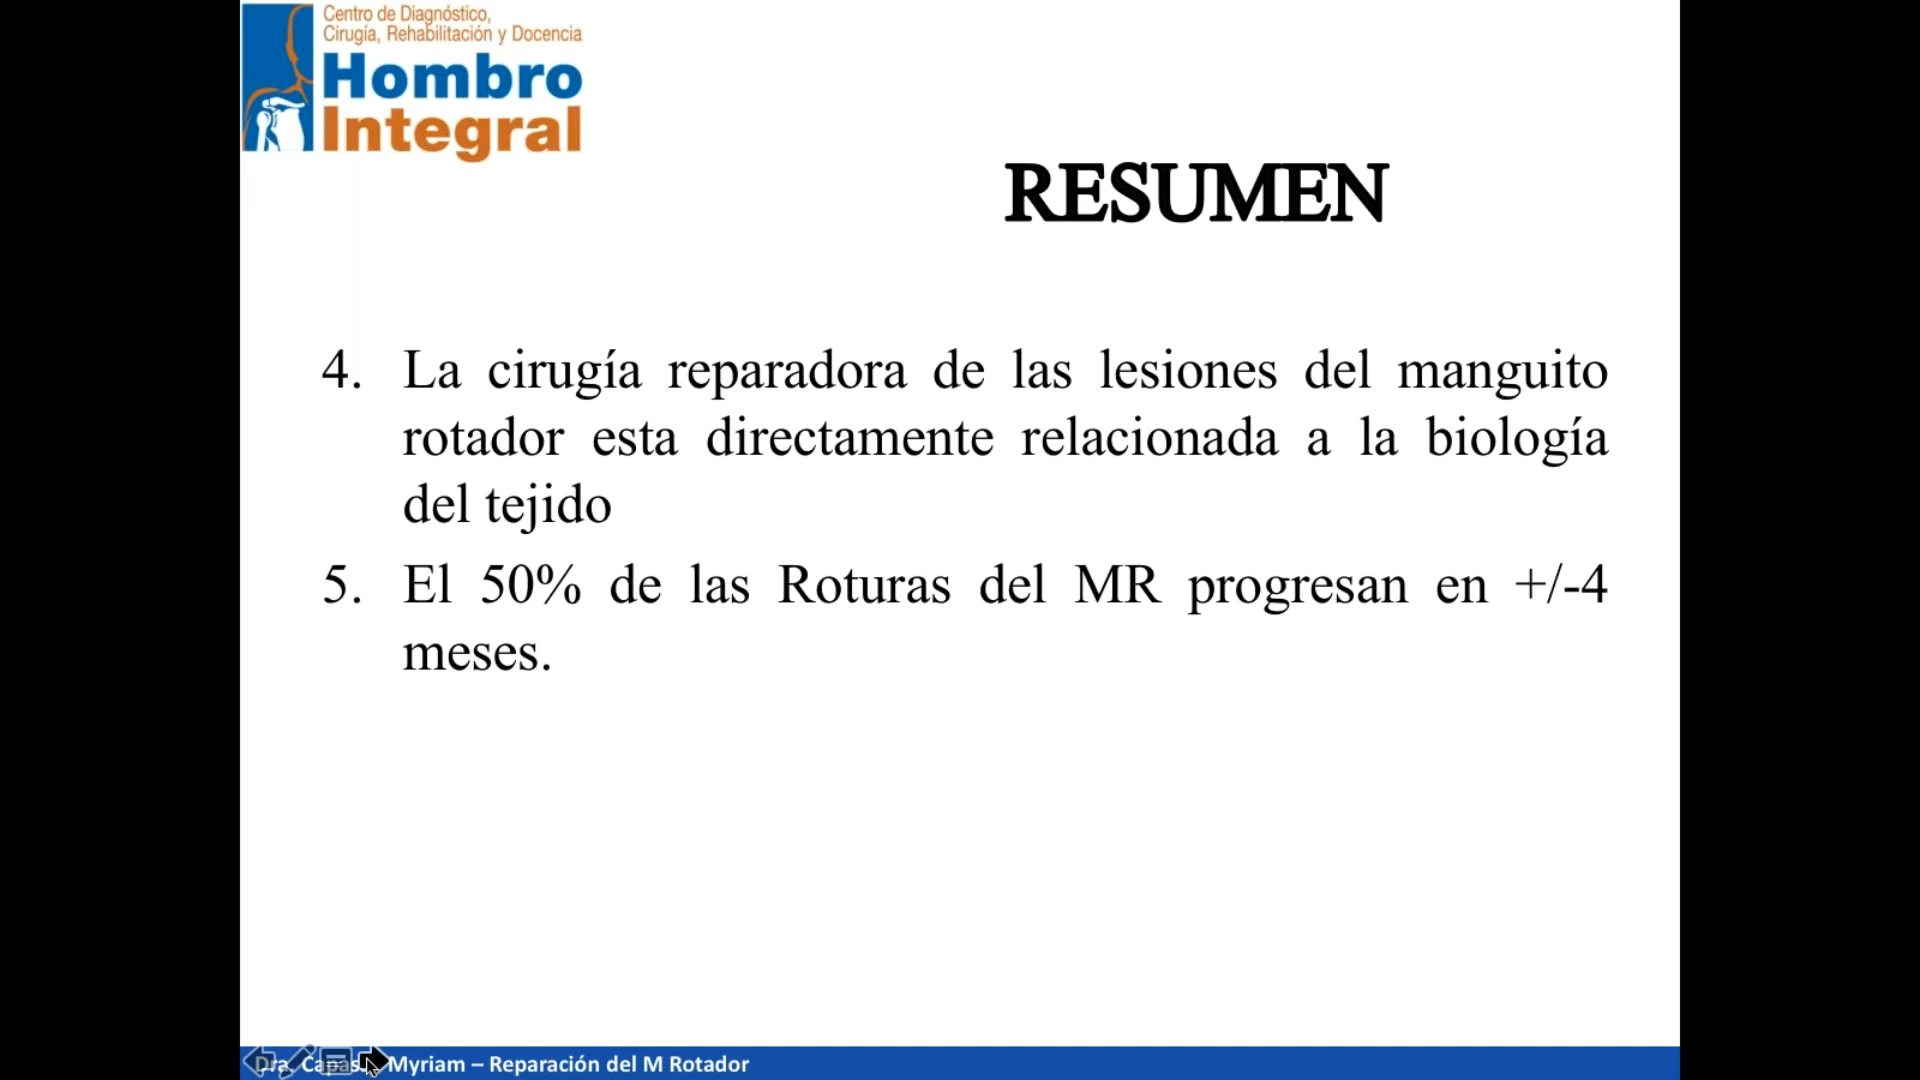 Centro de Diagnóstico,
Cirugía, Rehabilitación y Docencia
Hombro
Integral
RESUMEN
4. La cirugía reparadora de las lesiones del manguito
rotador esta directamente relacionada a la biología
del tejido
5. El 50% de las Roturas del MR progresan en +/-4
meses.
Dra. Myriam – Reparación del M Rotador